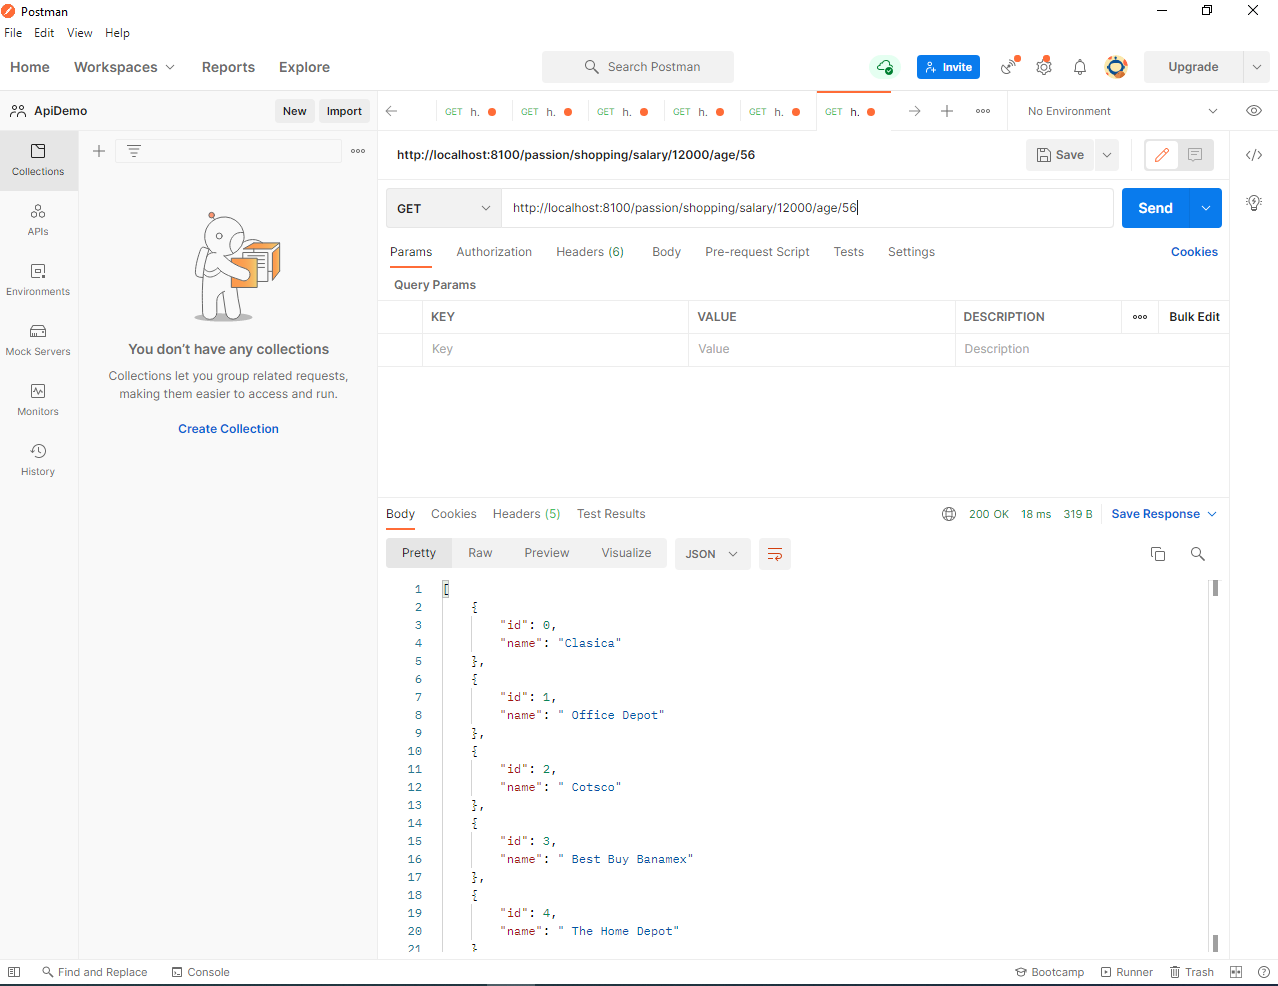 Postman
File Edit View Help
Home Workspaces Reports Explore Search Postman Invite Upgrade
ApiDemo New Import
GET h. GET h. GET h. GET h. GET h. GET h.
No Environment
Collections
APIs
Environments
Mock Servers
Monitors
History
You don’t have any collections
Collections let you group related requests,
making them easier to access and run.
Create Collection
http://localhost:8100/passion/shopping/salary/12000/age/56 Save
GET http://localhost:8100/passion/shopping/salary/12000/age/56 Send
Params Authorization Headers (6) Body Pre-request Script Tests Settings Cookies
Query Params
KEY VALUE DESCRIPTION Bulk Edit
Key Value Description
Body Cookies Headers (5) Test Results 200 OK 18 ms 319 B Save Response
Pretty Raw Preview Visualize JSON
1 [
2 {
3 "id": 0,
4 "name": "Clasica"
5 },
6 {
7 "id": 1,
8 "name": " Office Depot"
9 },
10 {
11 "id": 2,
12 "name": " Cotsco"
13 },
14 {
15 "id": 3,
16 "name": " Best Buy Banamex"
17 },
18 {
19 "id": 4,
20 "name": " The Home Depot"
21 }
Find and Replace Console Bootcamp Runner Trash